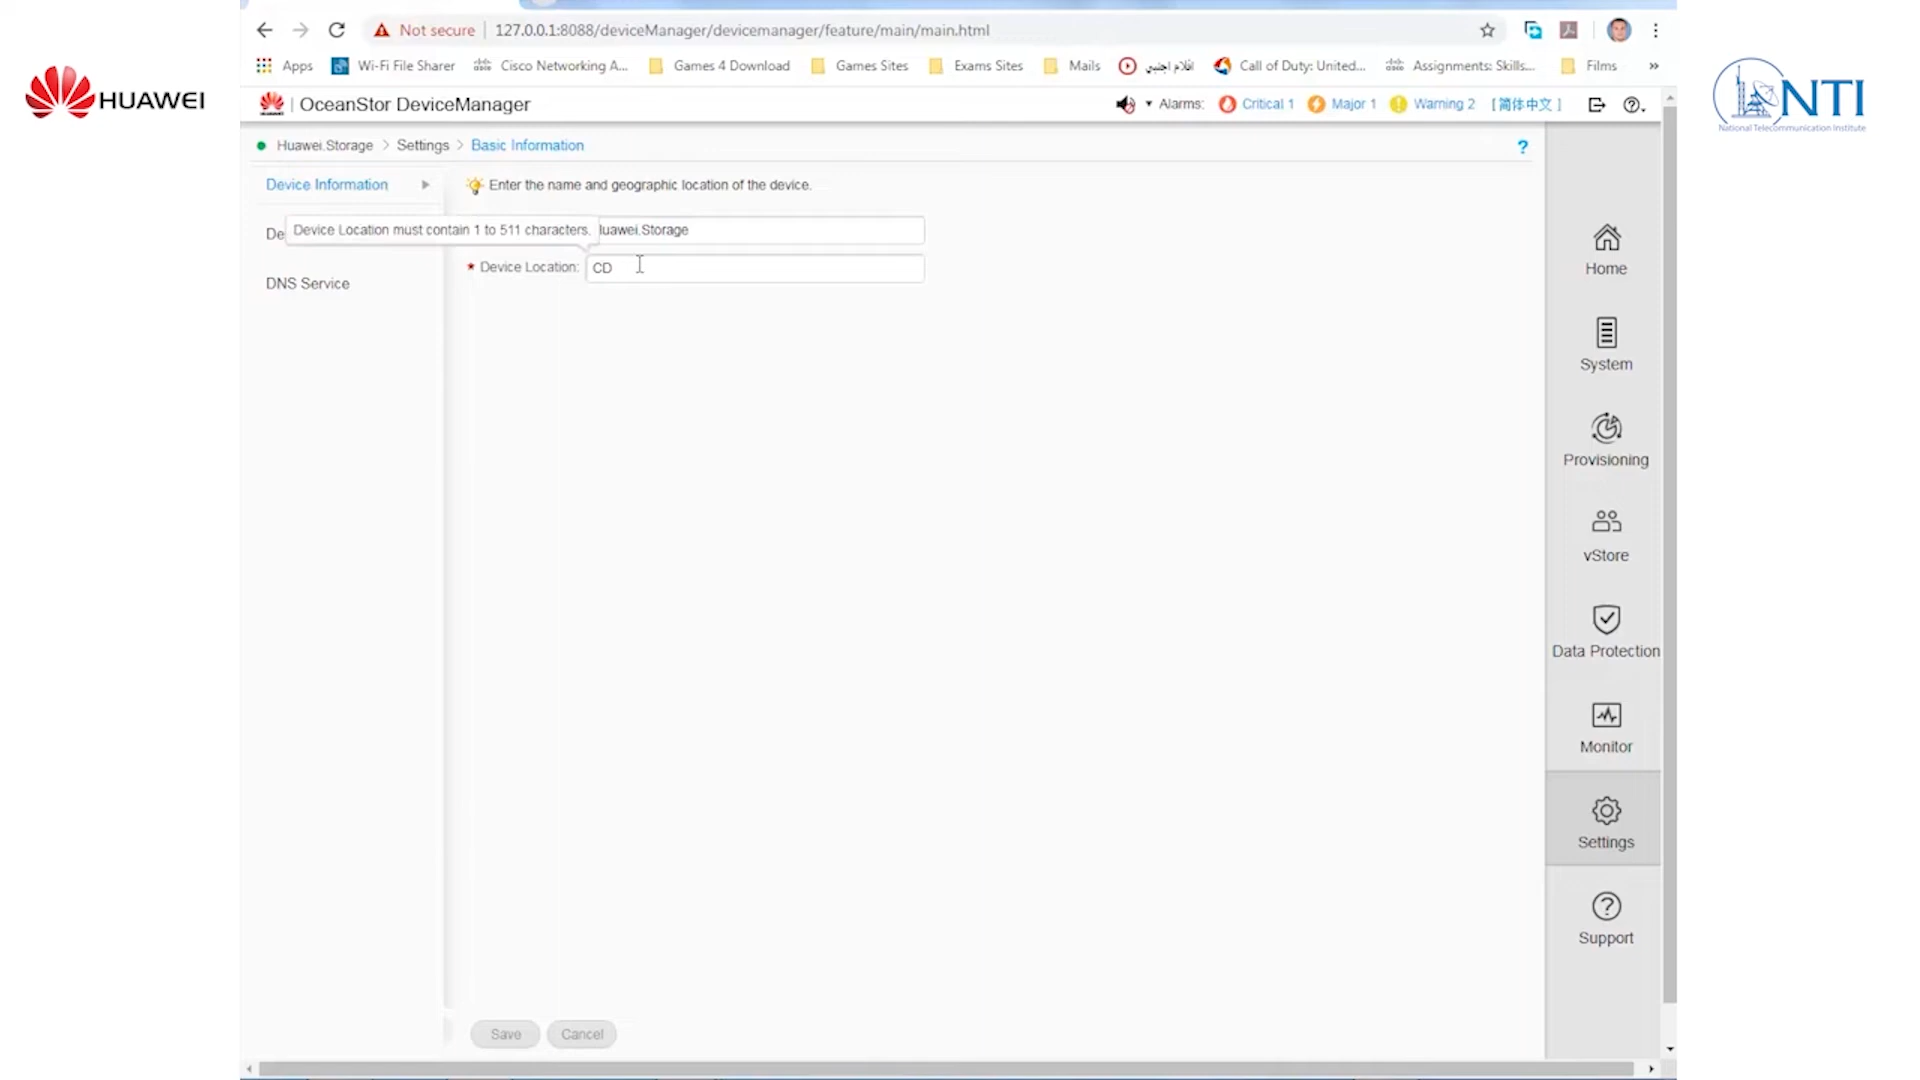 Not secure | 127.0.0.1:8088/deviceManager/devicemanager/feature/main/main.html
Apps Wi-Fi File Sharer Cisco Networking A... Games 4 Download Games Sites Exams Sites Mails افلام اجنبي Call of Duty: United... Assignments: Skills... Films »
HUAWEI
NTI
National Telecommunication Institute
| OceanStor DeviceManager
Alarms: Critical 1 Major 1 Warning 2 [简体中文]
Huawei.Storage > Settings > Basic Information
?
Device Information
Enter the name and geographic location of the device.
De
Device Location must contain 1 to 511 characters.
uawei.Storage
* Device Location: CD
DNS Service
Home
System
Provisioning
vStore
Data Protection
Monitor
Settings
Support
Save Cancel